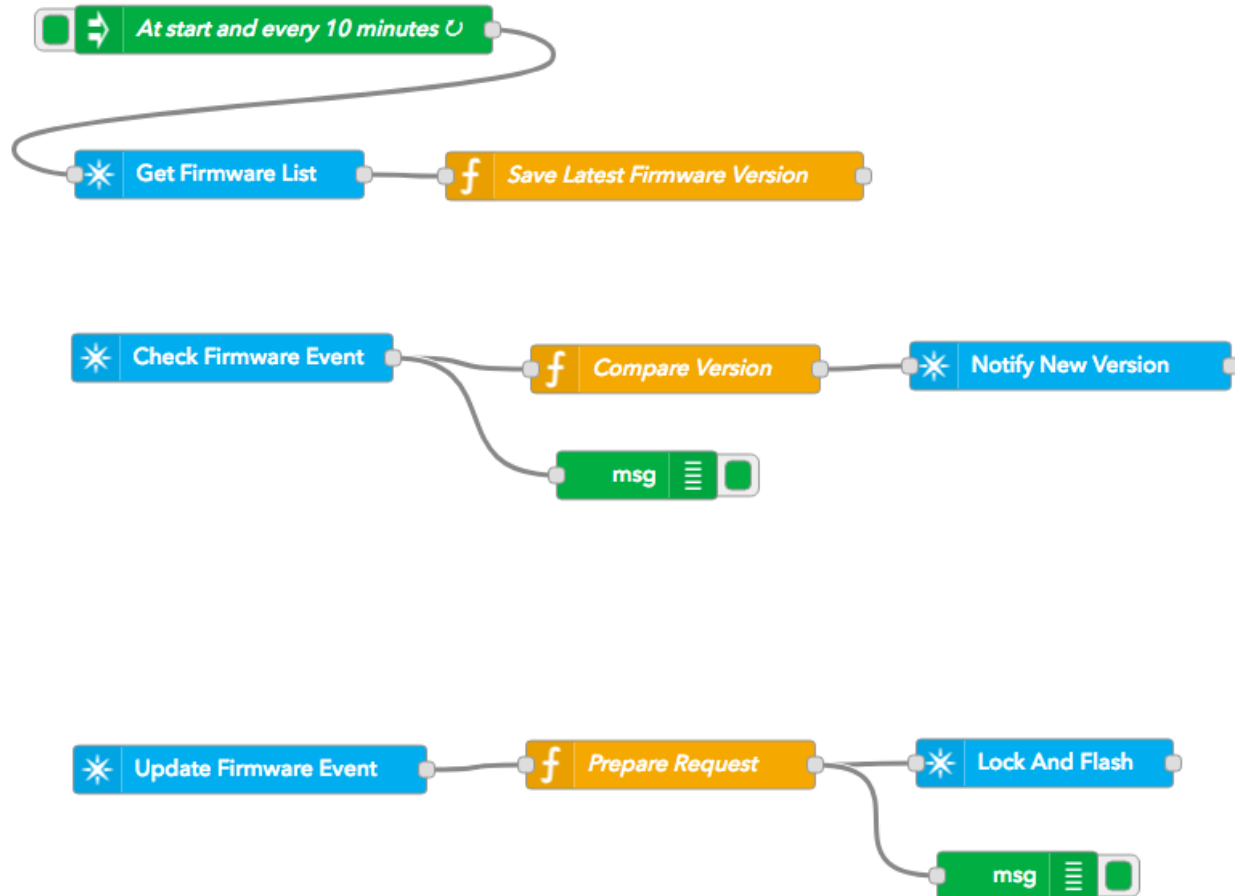 At start and every 10 minutes ↻
Get Firmware List
Save Latest Firmware Version
Check Firmware Event
Compare Version
Notify New Version
msg
Update Firmware Event
Prepare Request
Lock And Flash
msg